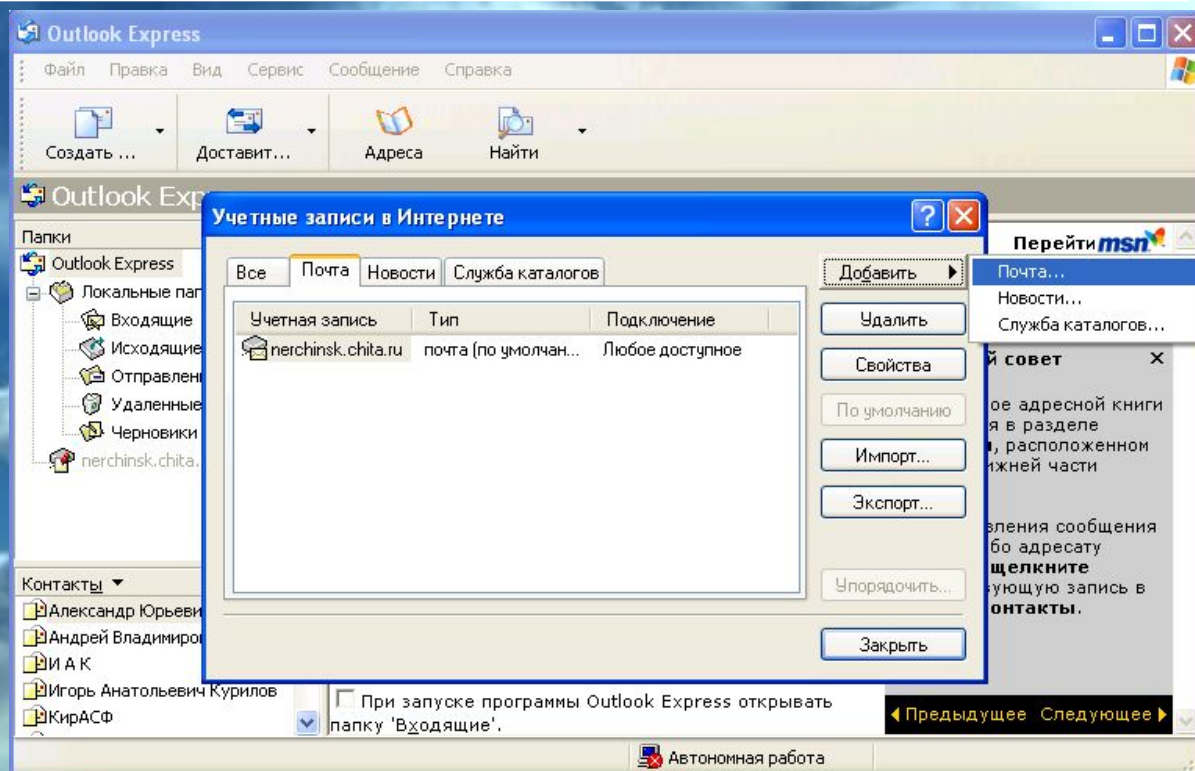 Outlook Express
Файл Правка Вид Сервис Сообщение Справка
Создать ... Доставит... Адреса Найти
Outlook Exp
Папки
Outlook Express
Локальные пап
Входящие
Исходящие
Отправлен
Удаленные
Черновики
nerchinsk.chita.
Контакты
Александр Юрьеви
Андрей Владимиро
И А К
Игорь Анатольевич Курилов
КирАСФ
Учетные записи в Интернете
Все Почта Новости Служба каталогов
Учетная запись Тип Подключение
nerchinsk.chita.ru почта (по умолчан... Любое доступное
Добавить
Удалить
Свойства
По умолчанию
Импорт...
Экспорт...
Упорядочить...
Закрыть
Почта...
Новости...
Служба каталогов...
Перейти msn
й совет
ое адресной книги
я в разделе
, расположенном
ижней части
вления сообщения
бо адресату
щелкните
ующую запись в
онтакты.
При запуске программы Outlook Express открывать
папку 'Входящие'.
Предыдущее Следующее
Автономная работа